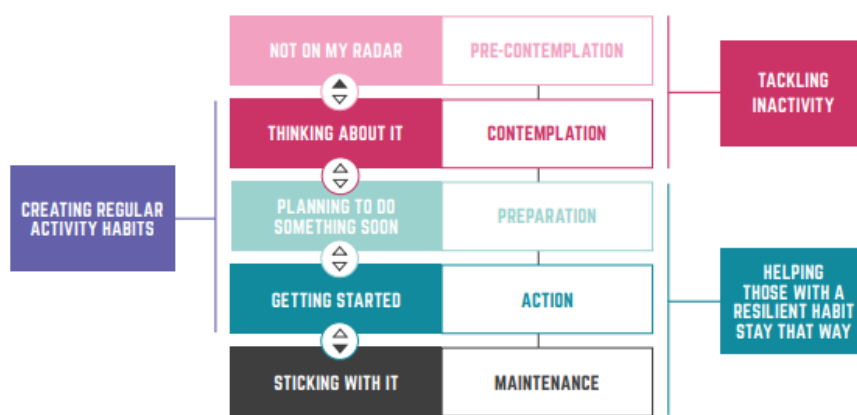 NOT ON MY RADAR
PRE-CONTEMPLATION
TACKLING
INACTIVITY
THINKING ABOUT IT
CONTEMPLATION
CREATING REGULAR
ACTIVITY HABITS
PLANNING TO DO
SOMETHING SOON
PREPARATION
GETTING STARTED
ACTION
HELPING
THOSE WITH A
RESILIENT HABIT
STAY THAT WAY
STICKING WITH IT
MAINTENANCE